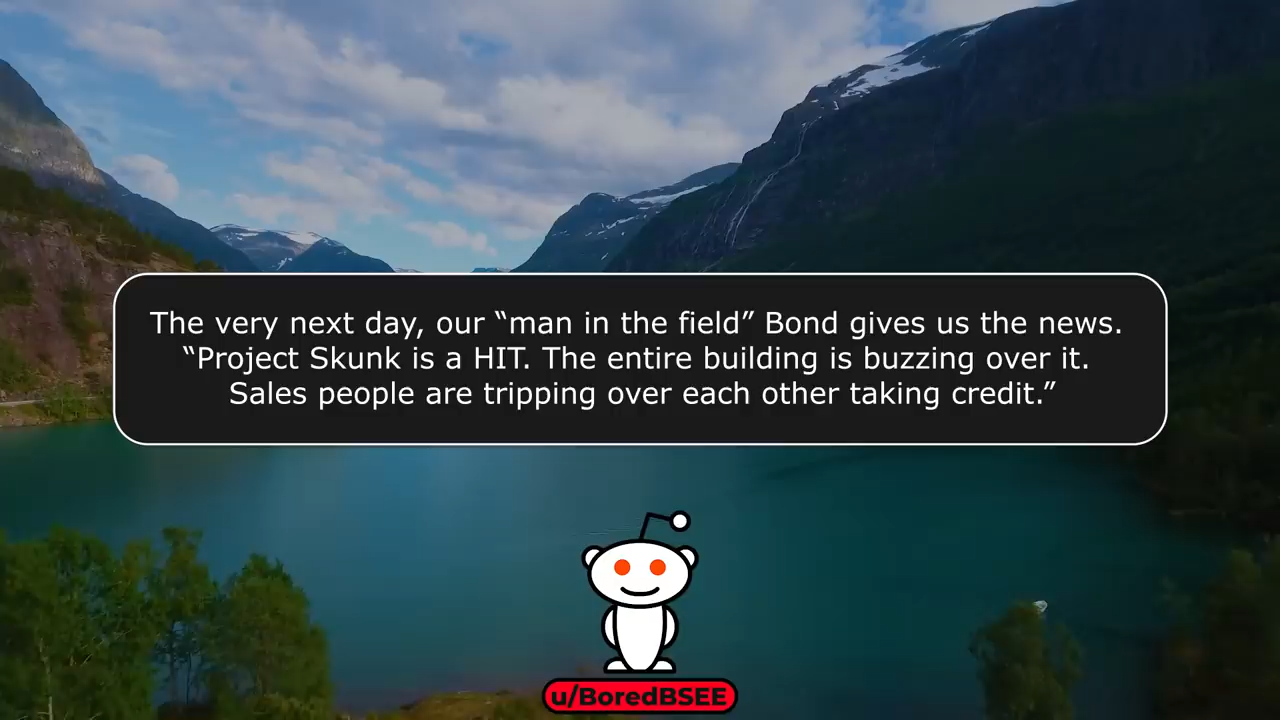 The very next day, our “man in the field” Bond gives us the news.
“Project Skunk is a HIT. The entire building is buzzing over it.
Sales people are tripping over each other taking credit.”
u/BoredBSEE